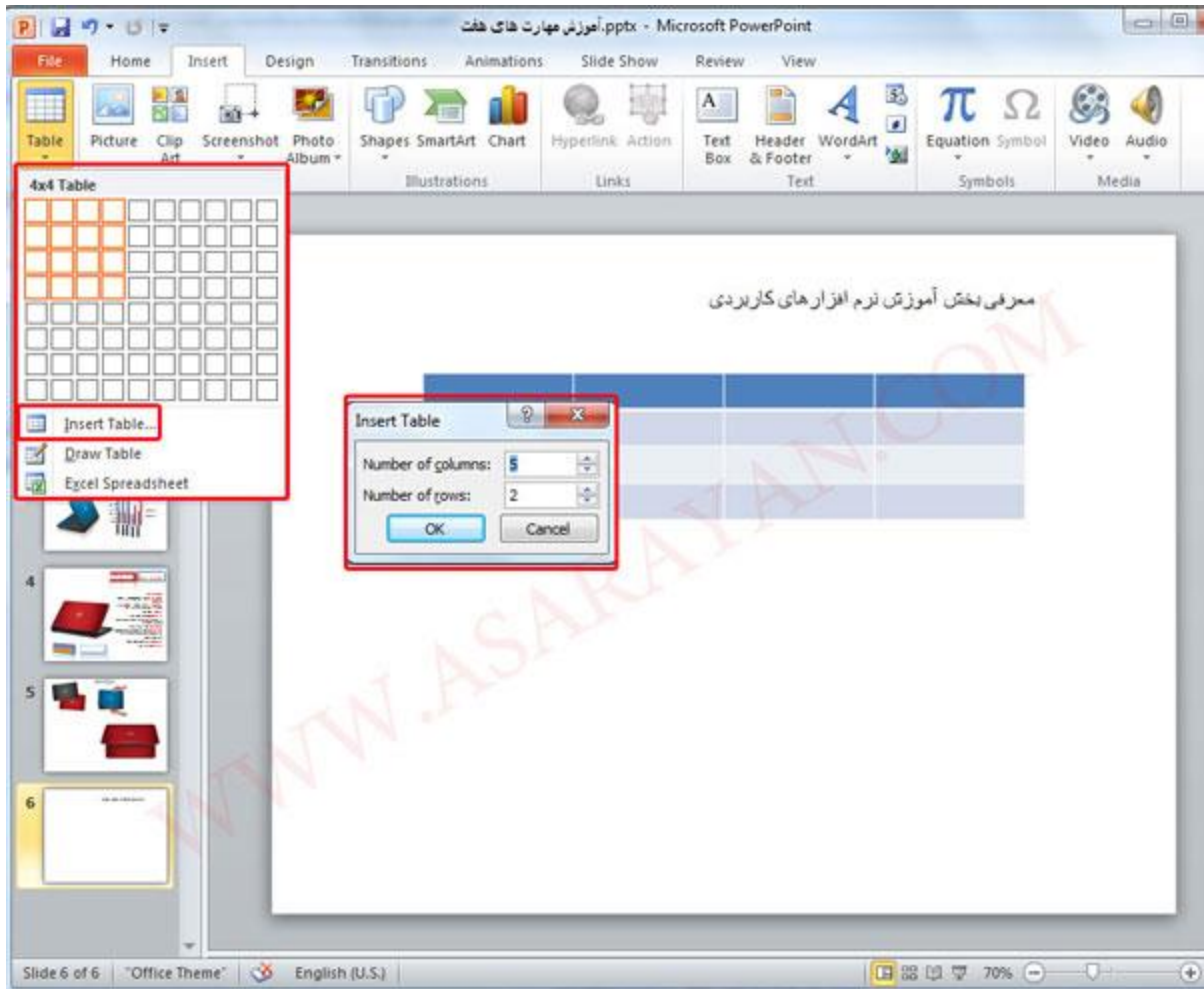 آموزش مهارت های هفت.pptx - Microsoft PowerPoint
File Home Insert Design Transitions Animations Slide Show Review View
Table Picture Clip Art Screenshot Photo Album Shapes SmartArt Chart Hyperlink Action Text Box Header & Footer WordArt Equation Symbol Video Audio
Illustrations Links Text Symbols Media
4x4 Table
Insert Table...
Draw Table
Excel Spreadsheet
معرفی بخش آموزش نرم افزار های کاربردی
Insert Table
Number of columns: 5
Number of rows: 2
OK Cancel
4
5
6
WWW.ASARAYAN.COM
Slide 6 of 6 "Office Theme" English (U.S.) 70%